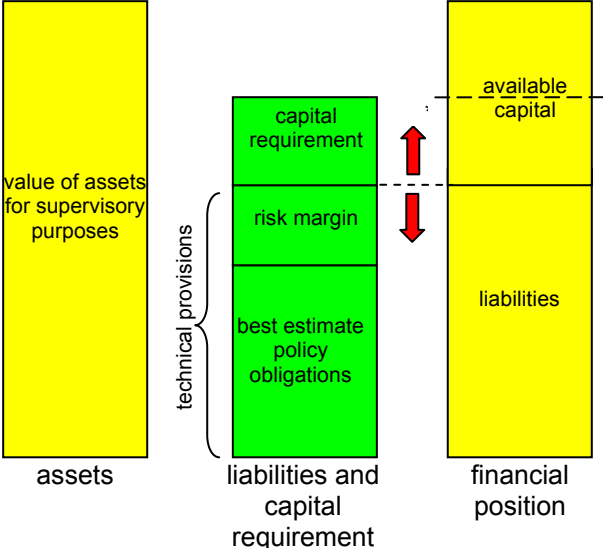 value of assets
for supervisory
purposes
assets
technical provisions
capital
requirement
risk margin
best estimate
policy
obligations
liabilities and
capital
requirement
available
capital
liabilities
financial
position